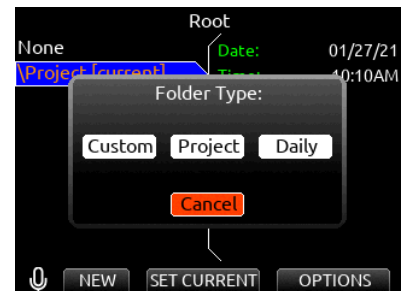 Root
None
Date: 01/27/21
\Project [current]
Time: 10:10AM
Folder Type:
Custom Project Daily
Cancel
NEW SET CURRENT OPTIONS